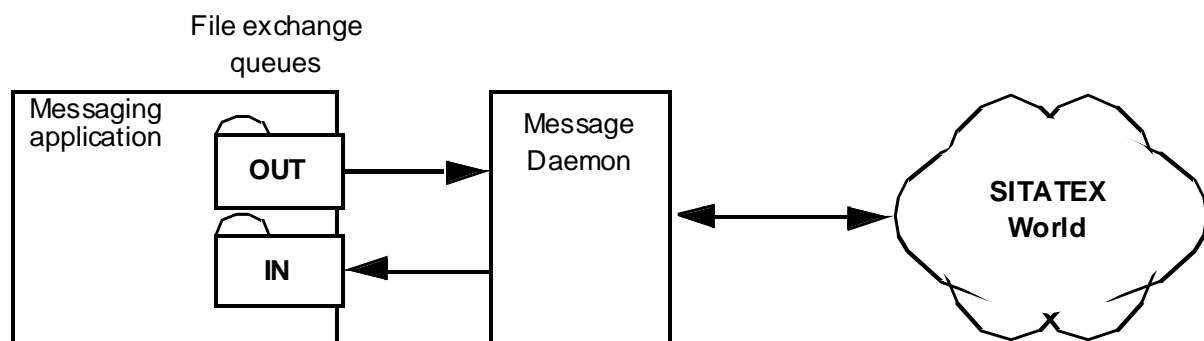 File exchange
queues
Messaging
application
OUT
IN
Message
Daemon
SITATEX
World